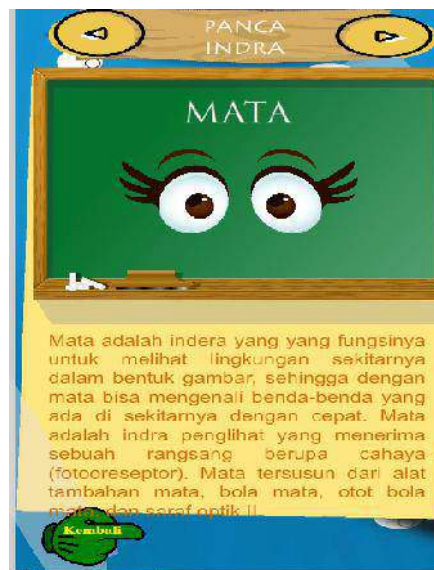 PANCA
INDRA
MATA
Mata adalah indera yang yang fungsinya
untuk melihat lingkungan sekitarnya
dalam bentuk gambar, sehingga dengan
mata bisa mengenali benda-benda yang
ada di sekitarnya dengan cepat. Mata
adalah indra penglihat yang menerima
sebuah rangsang berupa cahaya
(fotooreseptor). Mata tersusun dari alat
tambahan mata, bola mata, otot bola
mata, dan saraf optik II.
Kembali